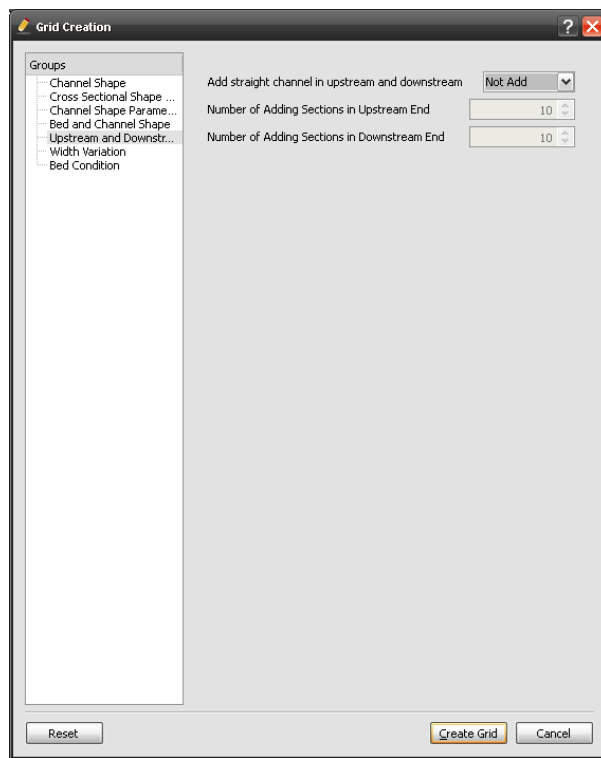 Grid Creation
Groups
Channel Shape
Cross Sectional Shape ...
Channel Shape Parame...
Bed and Channel Shape
Upstream and Downstr...
Width Variation
Bed Condition
Add straight channel in upstream and downstream Not Add
Number of Adding Sections in Upstream End 10
Number of Adding Sections in Downstream End 10
Reset Create Grid Cancel